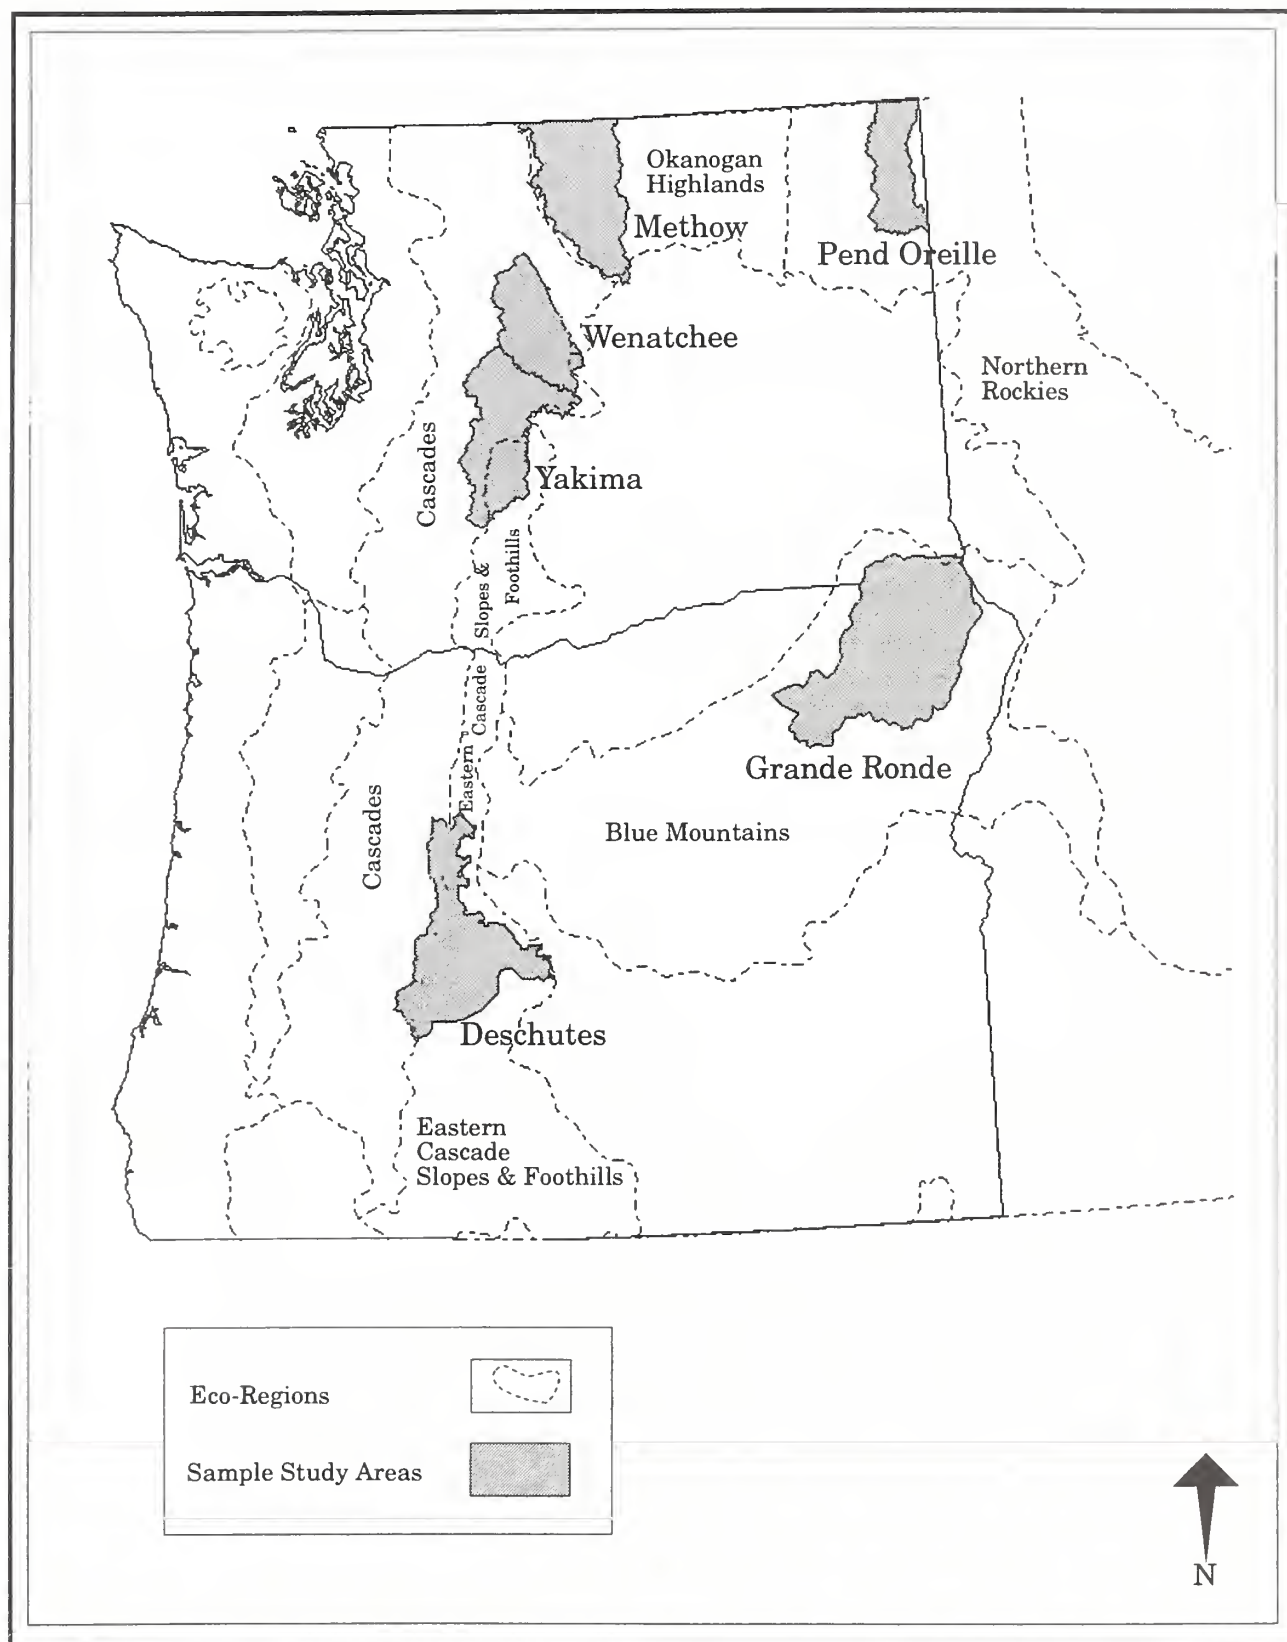 Okanogan
Highlands
Methow
Pend Oreille
Wenatchee
Northern
Rockies
Cascades
Yakima
Slopes &
Foothills
Eastern
Cascade
Grande Ronde
Cascades
Blue Mountains
Deschutes
Eastern
Cascade
Slopes & Foothills
Eco-Regions
Sample Study Areas
N